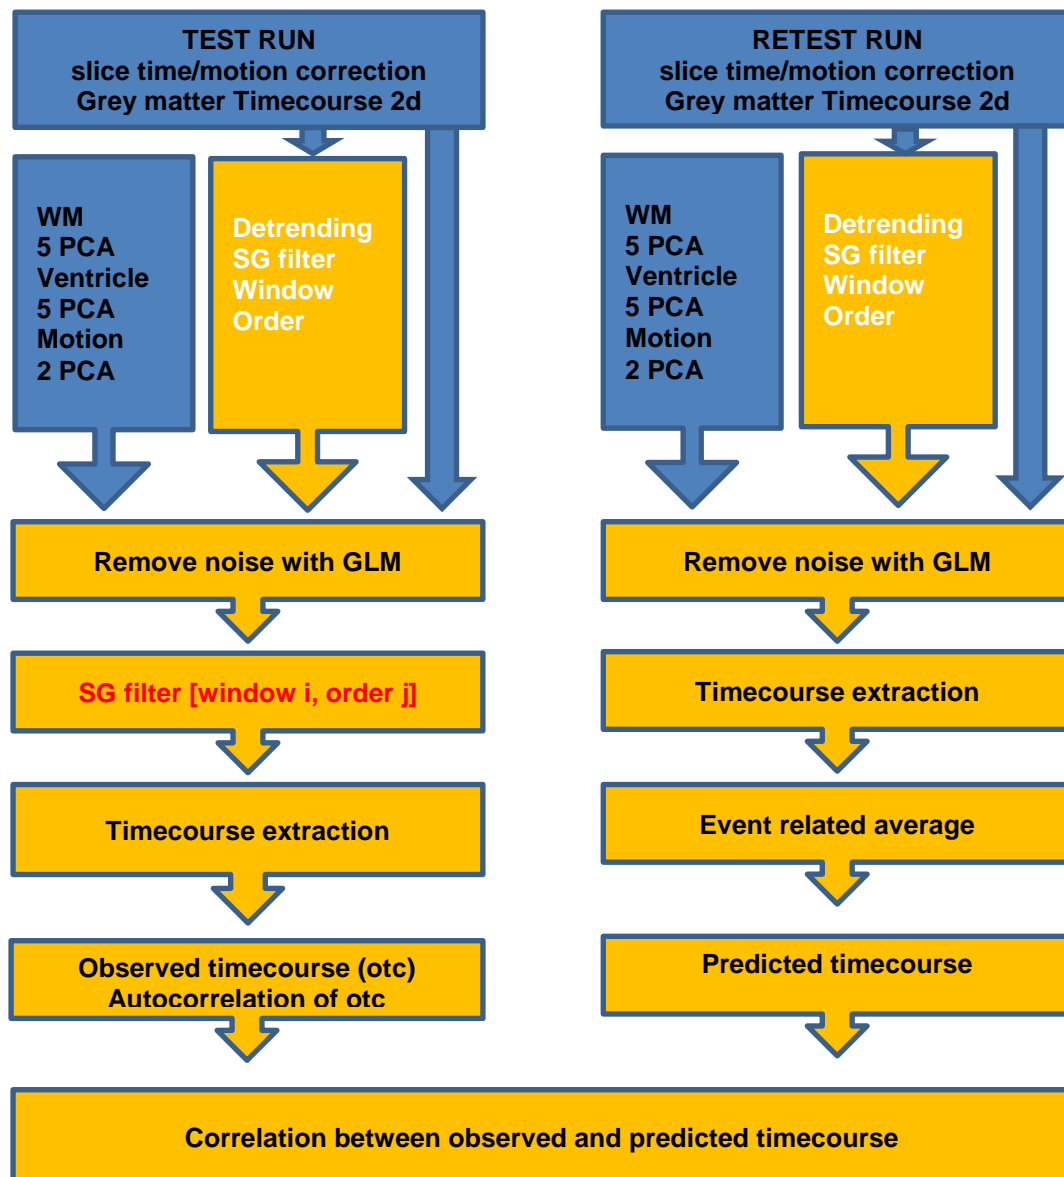 TEST RUN
slice time/motion correction
Grey matter Timecourse 2d
WM
5 PCA
Ventricle
5 PCA
Motion
2 PCA
Detrending
SG filter
Window
Order
Remove noise with GLM
SG filter [window i, order j]
Timecourse extraction
Observed timecourse (otc)
Autocorrelation of otc
RETEST RUN
slice time/motion correction
Grey matter Timecourse 2d
WM
5 PCA
Ventricle
5 PCA
Motion
2 PCA
Detrending
SG filter
Window
Order
Remove noise with GLM
Timecourse extraction
Event related average
Predicted timecourse
Correlation between observed and predicted timecourse